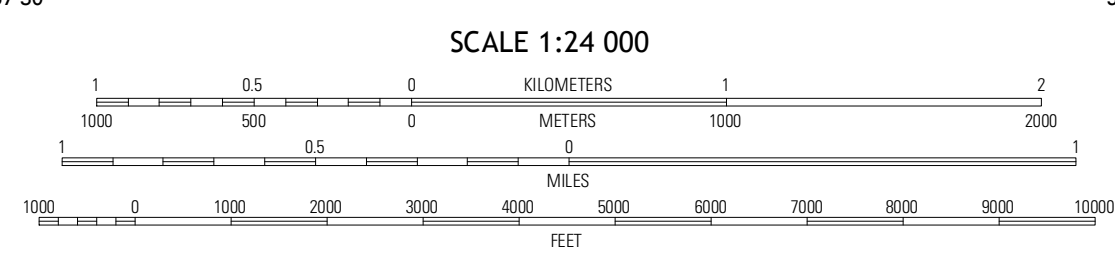 SCALE 1:24 000
1 0.5 0 KILOMETERS 1 2
1000 500 0 METERS 1000 2000
1 0.5 0 1
MILES
1000 0 1000 2000 3000 4000 5000 6000 7000 8000 9000 10000
FEET